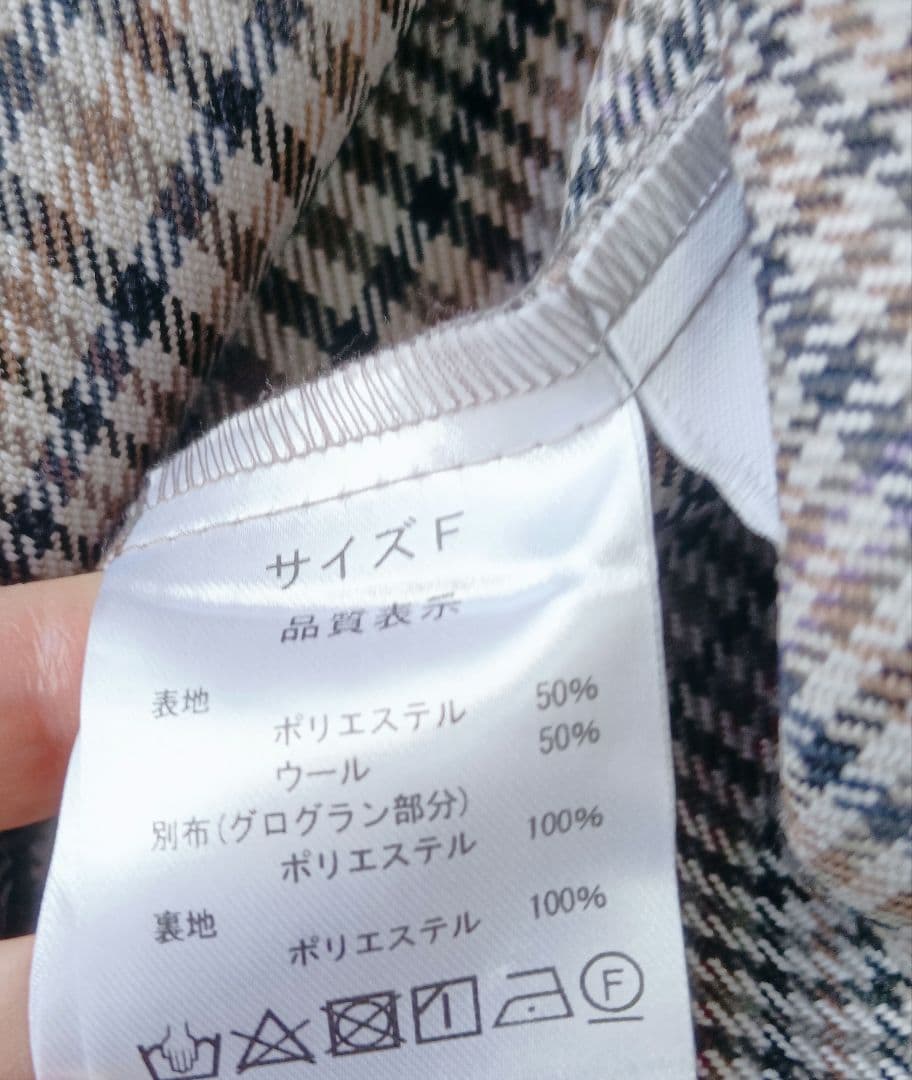 サイズF
品質表示
表地
ポリエステル 50%
ウール 50%
別布(グログラン部分)
ポリエステル 100%
裏地
ポリエステル 100%
F